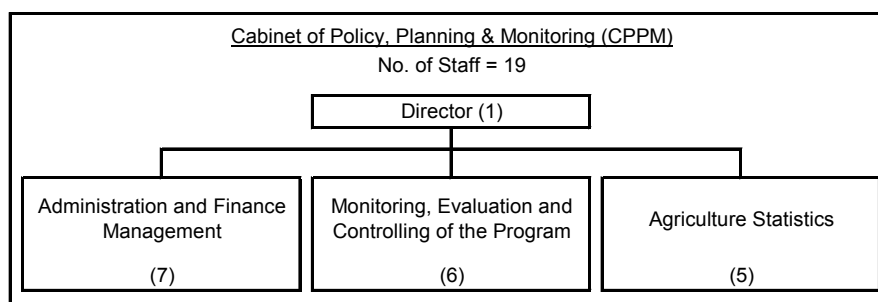 Cabinet of Policy, Planning & Monitoring (CPPM)
No. of Staff = 19
Director (1)
Administration and Finance
Management
(7)
Monitoring, Evaluation and
Controlling of the Program
(6)
Agriculture Statistics
(5)